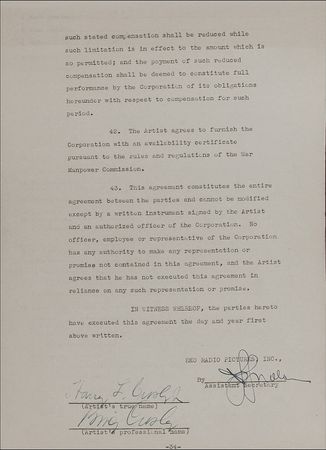 such stated compensation shall be reduced while
such limitation is in effect to the amount which is
so permitted; and the payment of such reduced
compensation shall be deemed to constitute full
performance by the Corporation of its obligations
hereunder with respect to compensation for such
period.
42. The Artist agrees to furnish the
Corporation with an availability certificate
pursuant to the rules and regulations of the War
Manpower Commission.
43. This agreement constitutes the entire
agreement between the parties and cannot be modified
except by a written instrument signed by the Artist
and an authorized officer of the Corporation. No
officer, employee or representative of the Corporation
has any authority to make any representation or
promise not contained in this agreement, and the Artist
agrees that he has not executed this agreement in
reliance on any such representation or promise.
IN WITNESS WHEREOF, the parties hereto
have executed this agreement the day and year first
above written.
RKO RADIO PICTURES, INC.,
By
Assistant Secretary
Harry L Crosby
(Artist's true name)
Bing Crosby
(Artist's professional name)
-34-